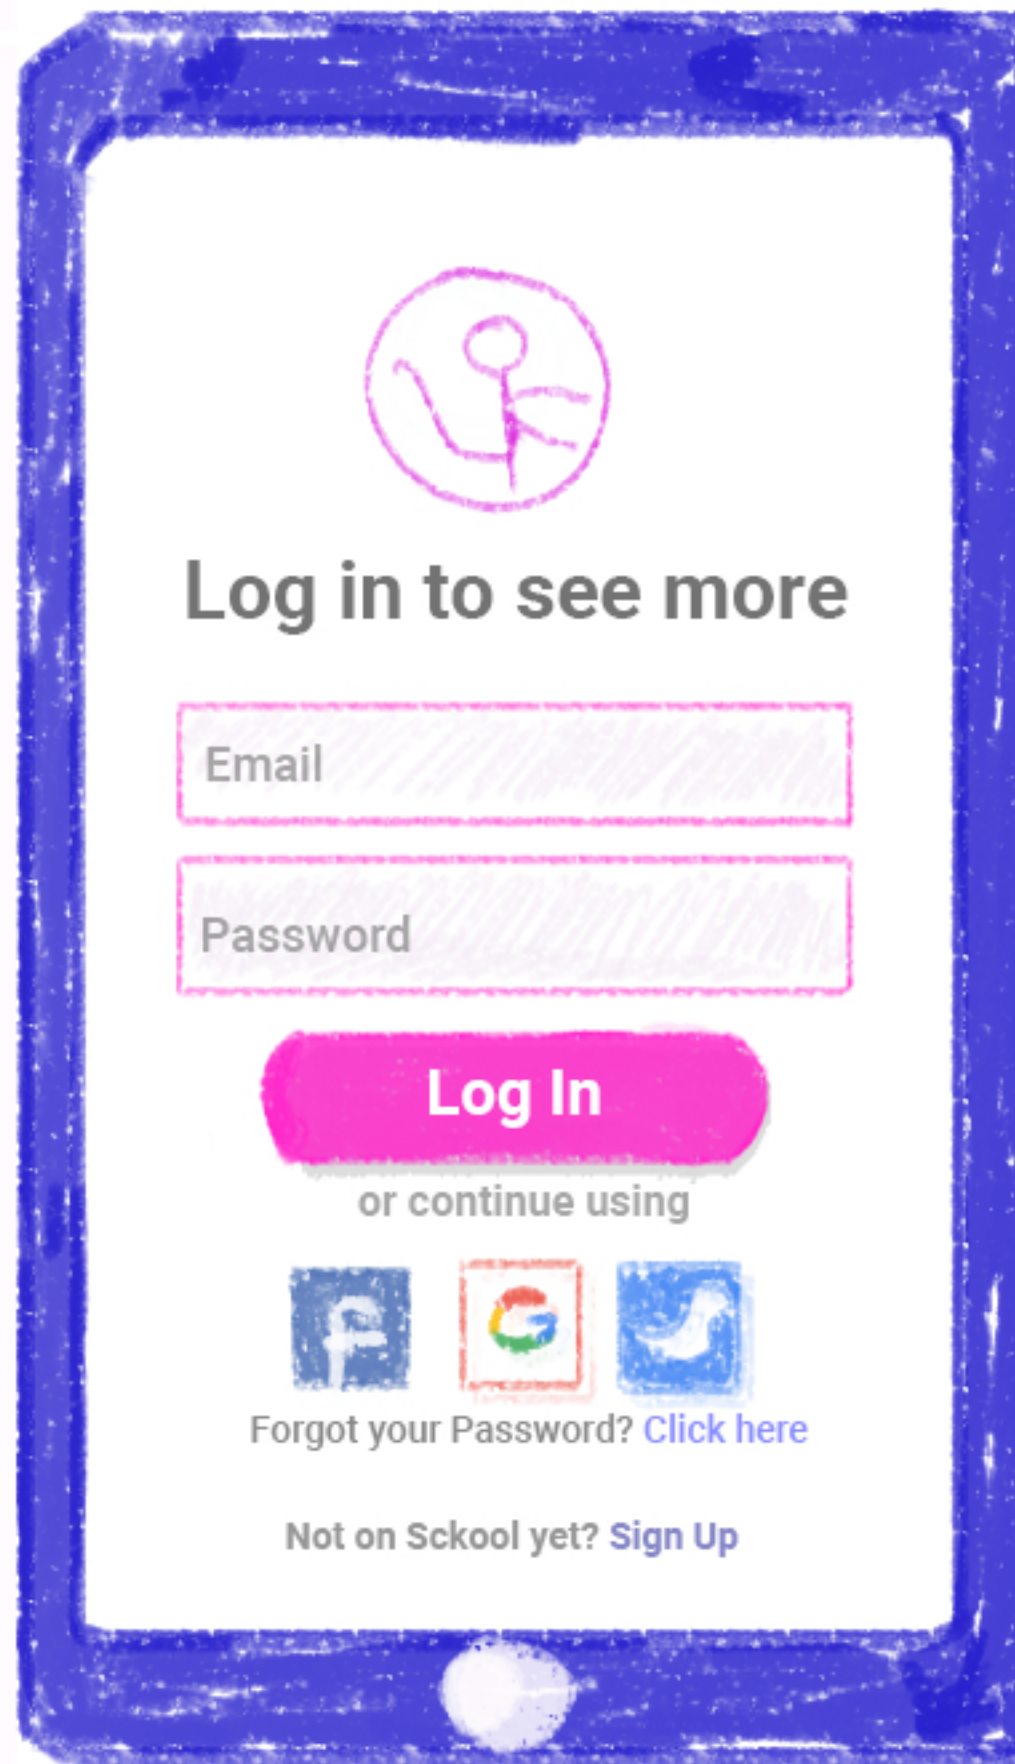 Log in to see more
Email
Password
Log In
or continue using
f G
Forgot your Password? Click here
Not on Sckool yet? Sign Up